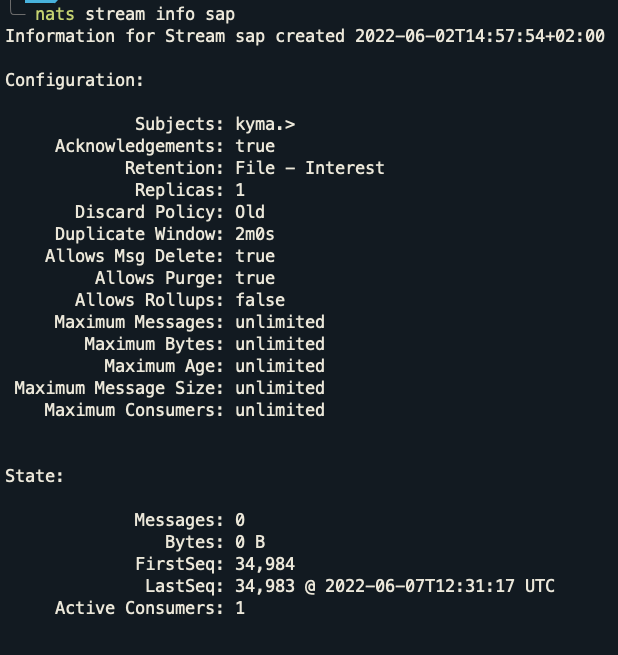 nats stream info sap
Information for Stream sap created 2022-06-02T14:57:54+02:00
Configuration:
Subjects: kyma.>
Acknowledgements: true
Retention: File - Interest
Replicas: 1
Discard Policy: Old
Duplicate Window: 2m0s
Allows Msg Delete: true
Allows Purge: true
Allows Rollups: false
Maximum Messages: unlimited
Maximum Bytes: unlimited
Maximum Age: unlimited
Maximum Message Size: unlimited
Maximum Consumers: unlimited
State:
Messages: 0
Bytes: 0 B
FirstSeq: 34,984
LastSeq: 34,983 @ 2022-06-07T12:31:17 UTC
Active Consumers: 1